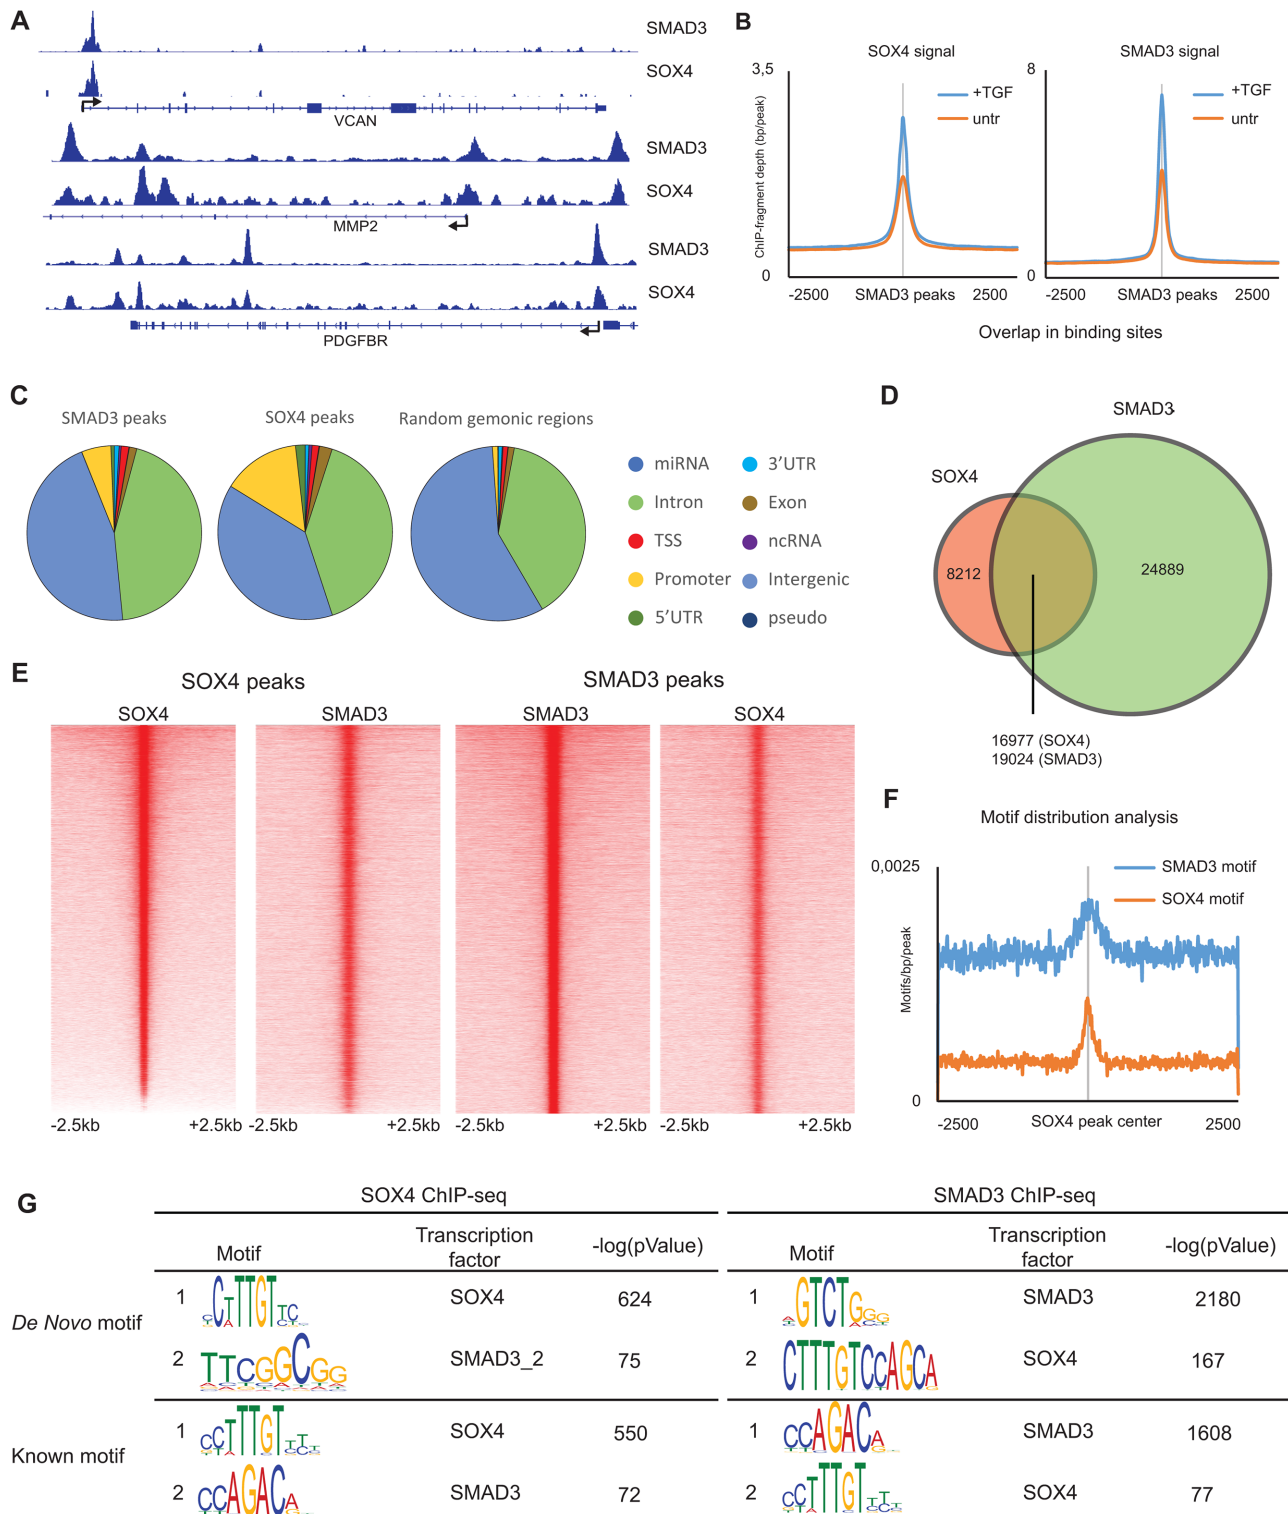 A
SMAD3
SOX4
VCAN
SMAD3
SOX4
MMP2
SMAD3
SOX4
PDGFBR
B
SOX4 signal
SMAD3 signal
3,5
8
+TGF
untr
+TGF
untr
ChIP-fragment depth (bp/peak)
0
0
-2500 SMAD3 peaks 2500
-2500 SMAD3 peaks 2500
Overlap in binding sites
C
SMAD3 peaks
SOX4 peaks
Random gemonic regions
miRNA
3’UTR
Intron
Exon
TSS
ncRNA
Promoter
Intergenic
5’UTR
pseudo
D
SMAD3
SOX4
8212
24889
16977 (SOX4)
19024 (SMAD3)
E
SOX4 peaks
SMAD3 peaks
SOX4
SMAD3
SMAD3
SOX4
-2.5kb +2.5kb
-2.5kb +2.5kb
-2.5kb +2.5kb
-2.5kb +2.5kb
F
Motif distribution analysis
0,0025
SMAD3 motif
SOX4 motif
Motifs/bp/peak
0
-2500 SOX4 peak center 2500
G
SOX4 ChIP-seq
SMAD3 ChIP-seq
Motif
Transcription
factor
-log(pValue)
Motif
Transcription
factor
-log(pValue)
De Novo motif
1 CTTTGTTC SOX4 624
1 AGTCTGGG SMAD3 2180
2 TTCGGCGG SMAD3_2 75
2 CTTTGTCCAGCA SOX4 167
Known motif
1 CCTTTGTTT SOX4 550
1 CCAGACA SMAD3 1608
2 CCAGACA SMAD3 72
2 CCTTTGTTT SOX4 77